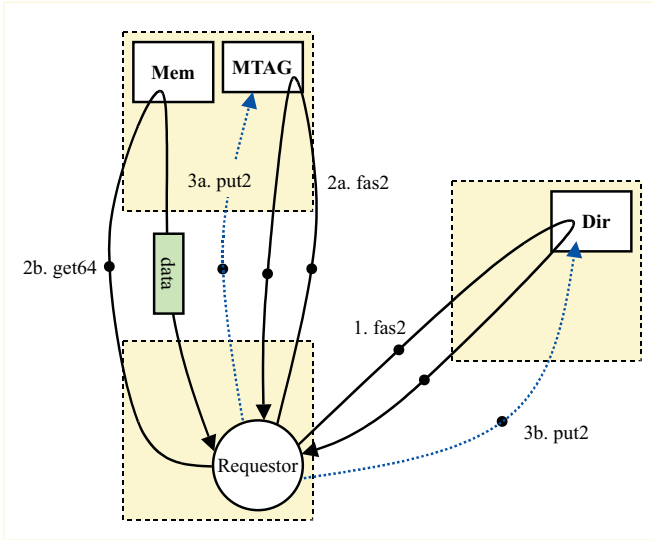 Mem
MTAG
3a. put2
2a. fas2
Dir
2b. get64
data
1. fas2
3b. put2
Requestor